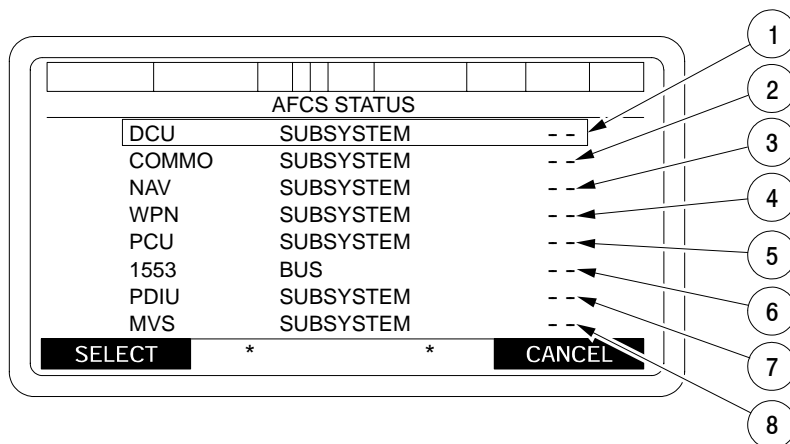 AFCS STATUS
DCU SUBSYSTEM - -
COMMO SUBSYSTEM - -
NAV SUBSYSTEM - -
WPN SUBSYSTEM - -
PCU SUBSYSTEM - -
1553 BUS - -
PDIU SUBSYSTEM - -
MVS SUBSYSTEM - -
SELECT * * CANCEL
1
2
3
4
5
6
7
8